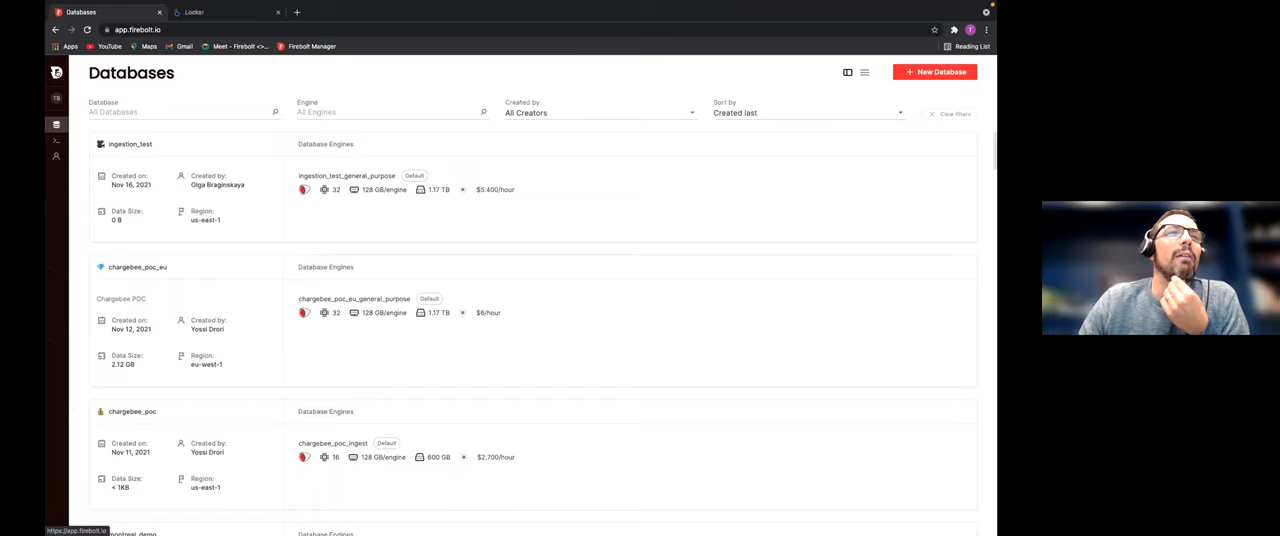 Databases
Looker
app.firebolt.io
T
Apps
YouTube
Maps
Gmail
Meet - Firebolt <>...
Firebolt Manager
Reading List
TB
Databases
New Database
Database
All Databases
Engine
All Engines
Created by
All Creators
Sort by
Created last
Clear filters
ingestion_test
Database Engines
Created on:
Nov 16, 2021
Created by:
Olga Braginskaya
Data Size:
0 B
Region:
us-east-1
ingestion_test_general_purpose
Default
32
128 GB/engine
1.17 TB
$5.400/hour
chargebee_poc_eu
Database Engines
Chargebee POC
Created on:
Nov 12, 2021
Created by:
Yossi Drori
Data Size:
2.12 GB
Region:
eu-west-1
chargebee_poc_eu_general_purpose
Default
32
128 GB/engine
1.17 TB
$6/hour
chargebee_poc
Database Engines
Created on:
Nov 11, 2021
Created by:
Yossi Drori
Data Size:
< 1KB
Region:
us-east-1
chargebee_poc_ingest
Default
16
128 GB/engine
600 GB
$2.700/hour
https://app.firebolt.io
montreal_demo
Database Engines